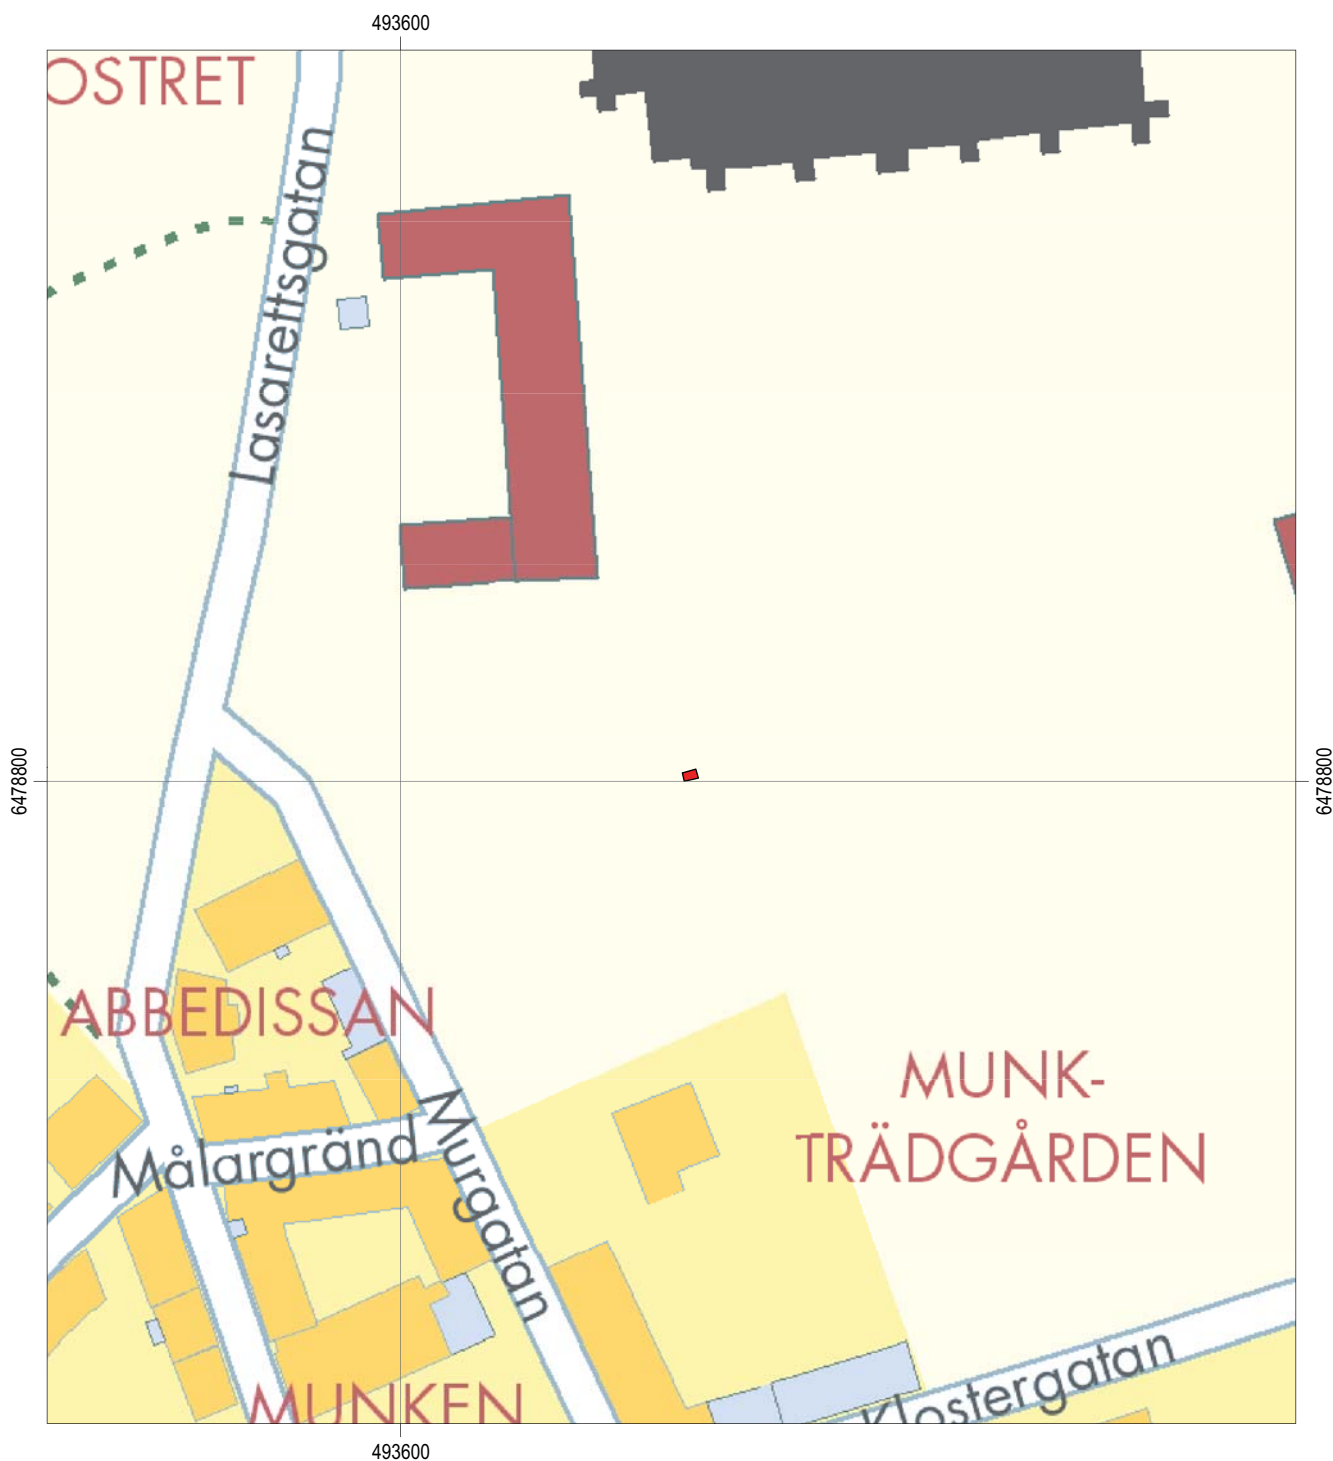 493600
OSTRET
Lasarettsgatan
6478800
6478800
ABBEDISSAN
MUNK-
TRÄDGÅRDEN
Målargränd
Murgatan
Klostergatan
MUNKEN
493600